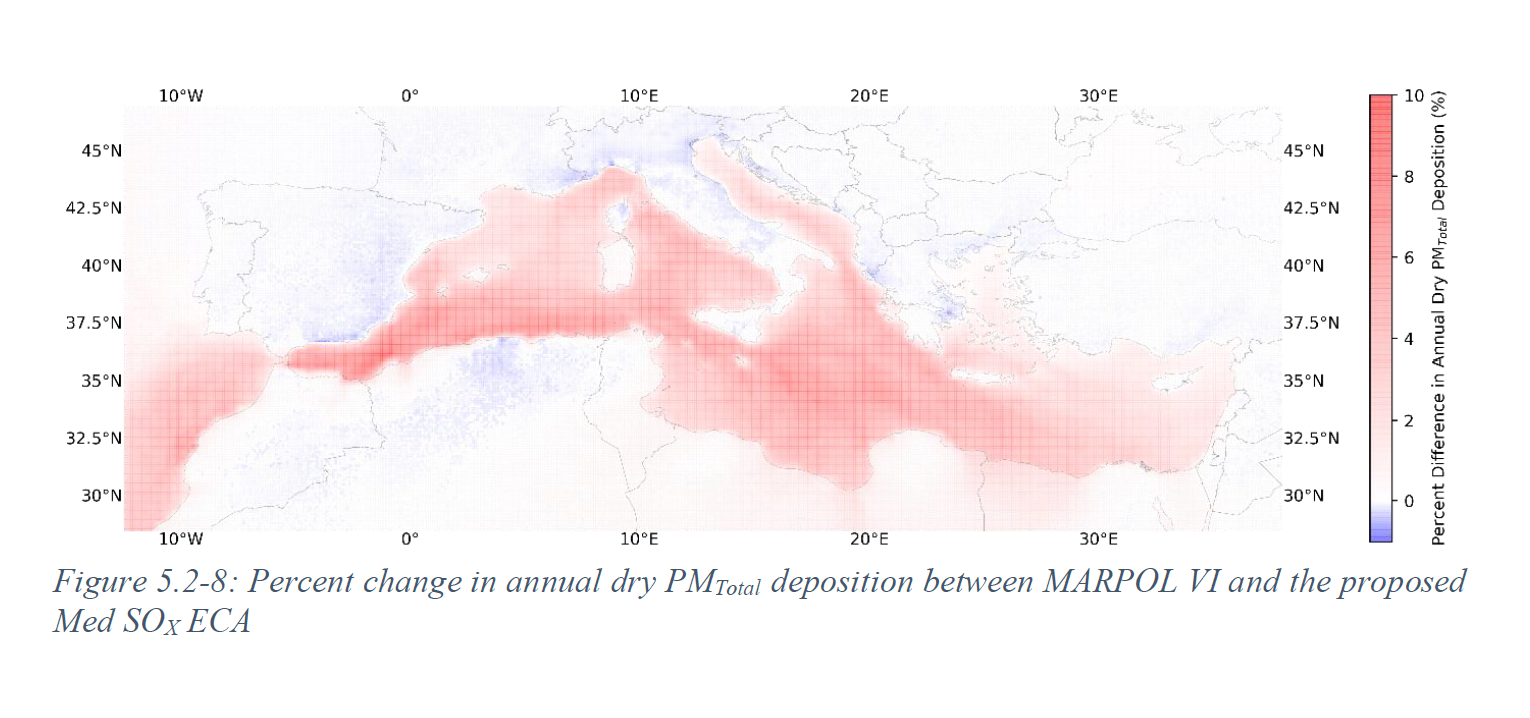 10°W 0° 10°E 20°E 30°E
10
45°N 45°N
8
42.5°N 42.5°N
6
40°N 40°N
37.5°N 37.5°N
4
35°N 35°N
2
32.5°N 32.5°N
30°N 30°N
0
10°W 0° 10°E 20°E 30°E
Percent Difference in Annual Dry PMTotal Deposition (%)
Figure 5.2-8: Percent change in annual dry PMTotal deposition between MARPOL VI and the proposed
Med SOX ECA